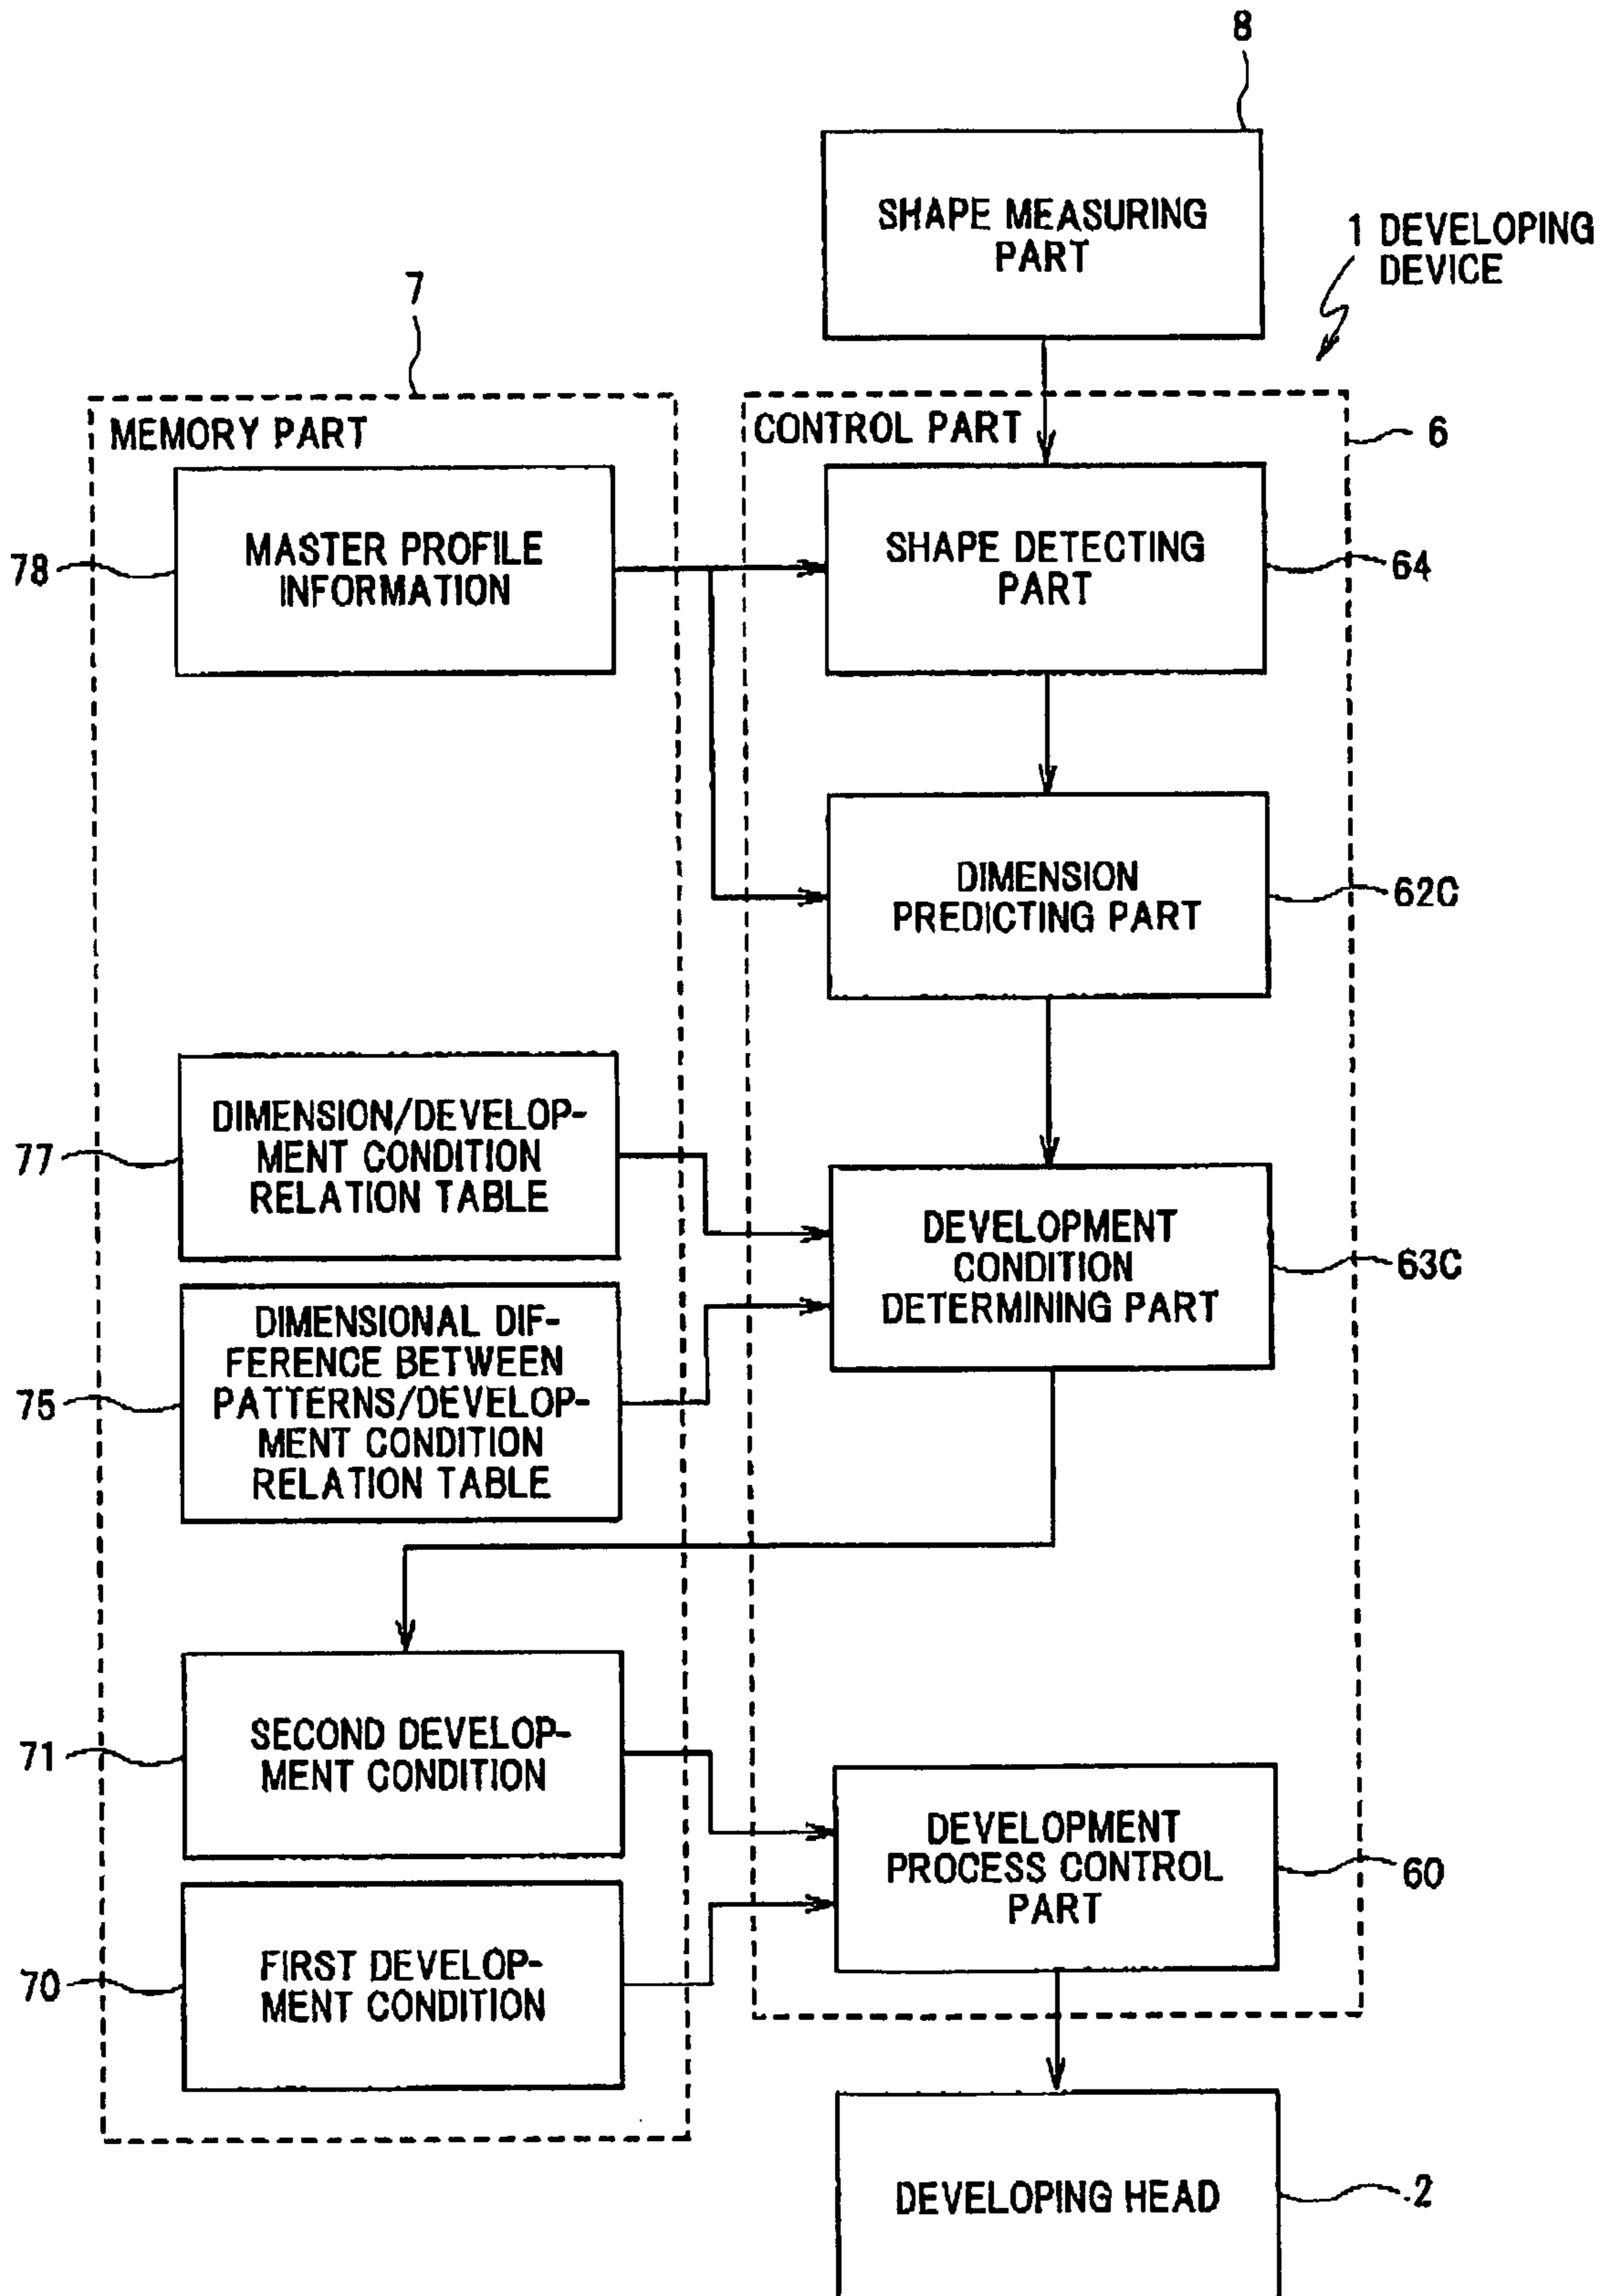 8
SHAPE MEASURING
PART
1 DEVELOPING
DEVICE
7
MEMORY PART
CONTROL PART
6
78
MASTER PROFILE
INFORMATION
SHAPE DETECTING
PART
64
DIMENSION
PREDICTING PART
62C
77
DIMENSION/DEVELOP-
MENT CONDITION
RELATION TABLE
DEVELOPMENT
CONDITION
DETERMINING PART
63C
75
DIMENSIONAL DIF-
FERENCE BETWEEN
PATTERNS/DEVELOP-
MENT CONDITION
RELATION TABLE
71
SECOND DEVELOP-
MENT CONDITION
DEVELOPMENT
PROCESS CONTROL
PART
60
70
FIRST DEVELOP-
MENT CONDITION
DEVELOPING HEAD
2